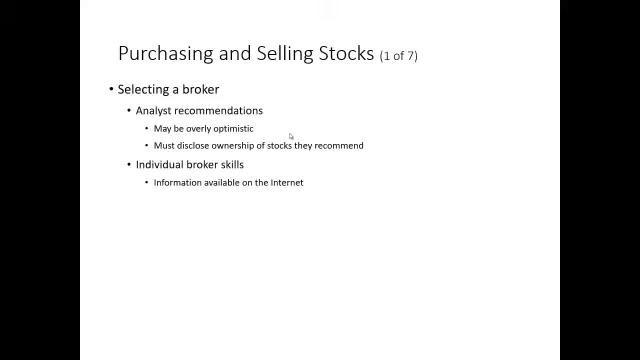 Purchasing and Selling Stocks (1 of 7)
• Selecting a broker
• Analyst recommendations
• May be overly optimistic
• Must disclose ownership of stocks they recommend
• Individual broker skills
• Information available on the Internet